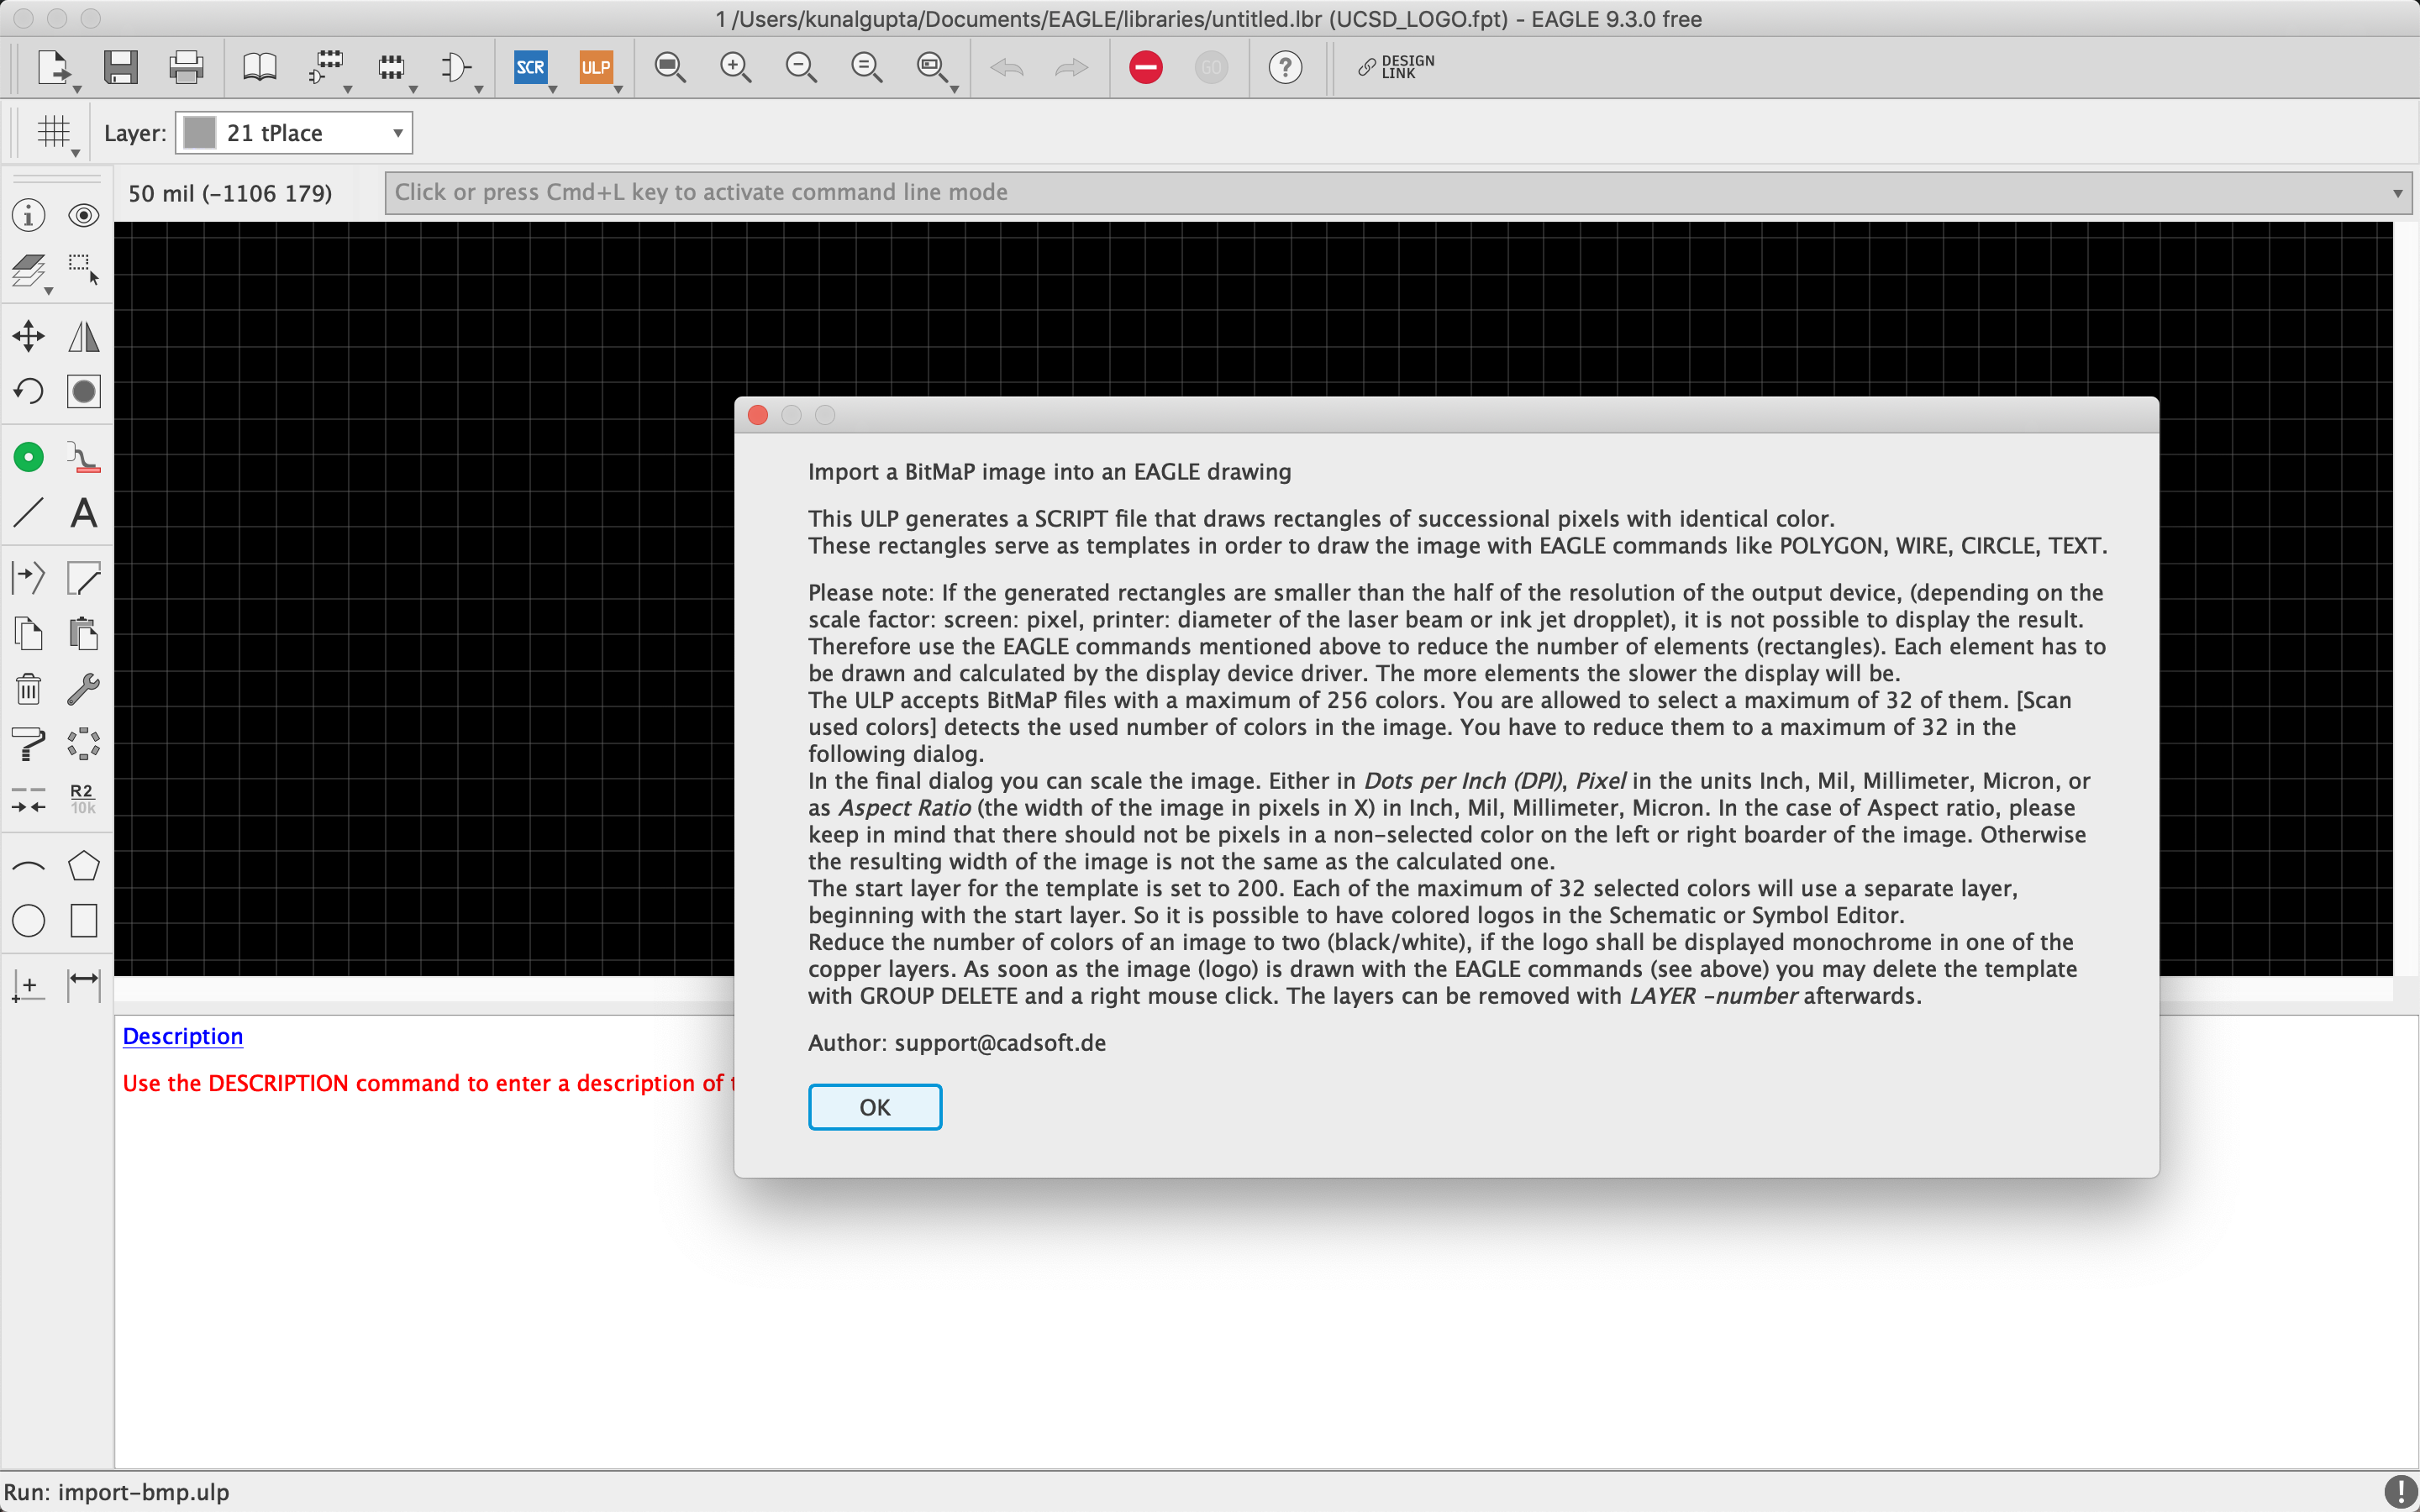 1 /Users/kunalgupta/Documents/EAGLE/libraries/untitled.lbr (UCSD_LOGO.fpt) - EAGLE 9.3.0 free
SCR
ULP
GO
?
DESIGN
LINK
Layer:
21 tPlace
50 mil (-1106 179)
Click or press Cmd+L key to activate command line mode
i
A
R2
10k
Import a BitMaP image into an EAGLE drawing
This ULP generates a SCRIPT file that draws rectangles of successional pixels with identical color.
These rectangles serve as templates in order to draw the image with EAGLE commands like POLYGON, WIRE, CIRCLE, TEXT.
Please note: If the generated rectangles are smaller than the half of the resolution of the output device, (depending on the
scale factor: screen: pixel, printer: diameter of the laser beam or ink jet dropplet), it is not possible to display the result.
Therefore use the EAGLE commands mentioned above to reduce the number of elements (rectangles). Each element has to
be drawn and calculated by the display device driver. The more elements the slower the display will be.
The ULP accepts BitMaP files with a maximum of 256 colors. You are allowed to select a maximum of 32 of them. [Scan
used colors] detects the used number of colors in the image. You have to reduce them to a maximum of 32 in the
following dialog.
In the final dialog you can scale the image. Either in Dots per Inch (DPI), Pixel in the units Inch, Mil, Millimeter, Micron, or
as Aspect Ratio (the width of the image in pixels in X) in Inch, Mil, Millimeter, Micron. In the case of Aspect ratio, please
keep in mind that there should not be pixels in a non-selected color on the left or right boarder of the image. Otherwise
the resulting width of the image is not the same as the calculated one.
The start layer for the template is set to 200. Each of the maximum of 32 selected colors will use a separate layer,
beginning with the start layer. So it is possible to have colored logos in the Schematic or Symbol Editor.
Reduce the number of colors of an image to two (black/white), if the logo shall be displayed monochrome in one of the
copper layers. As soon as the image (logo) is drawn with the EAGLE commands (see above) you may delete the template
with GROUP DELETE and a right mouse click. The layers can be removed with LAYER -number afterwards.
Author: support@cadsoft.de
OK
Description
Use the DESCRIPTION command to enter a description of
Run: import-bmp.ulp